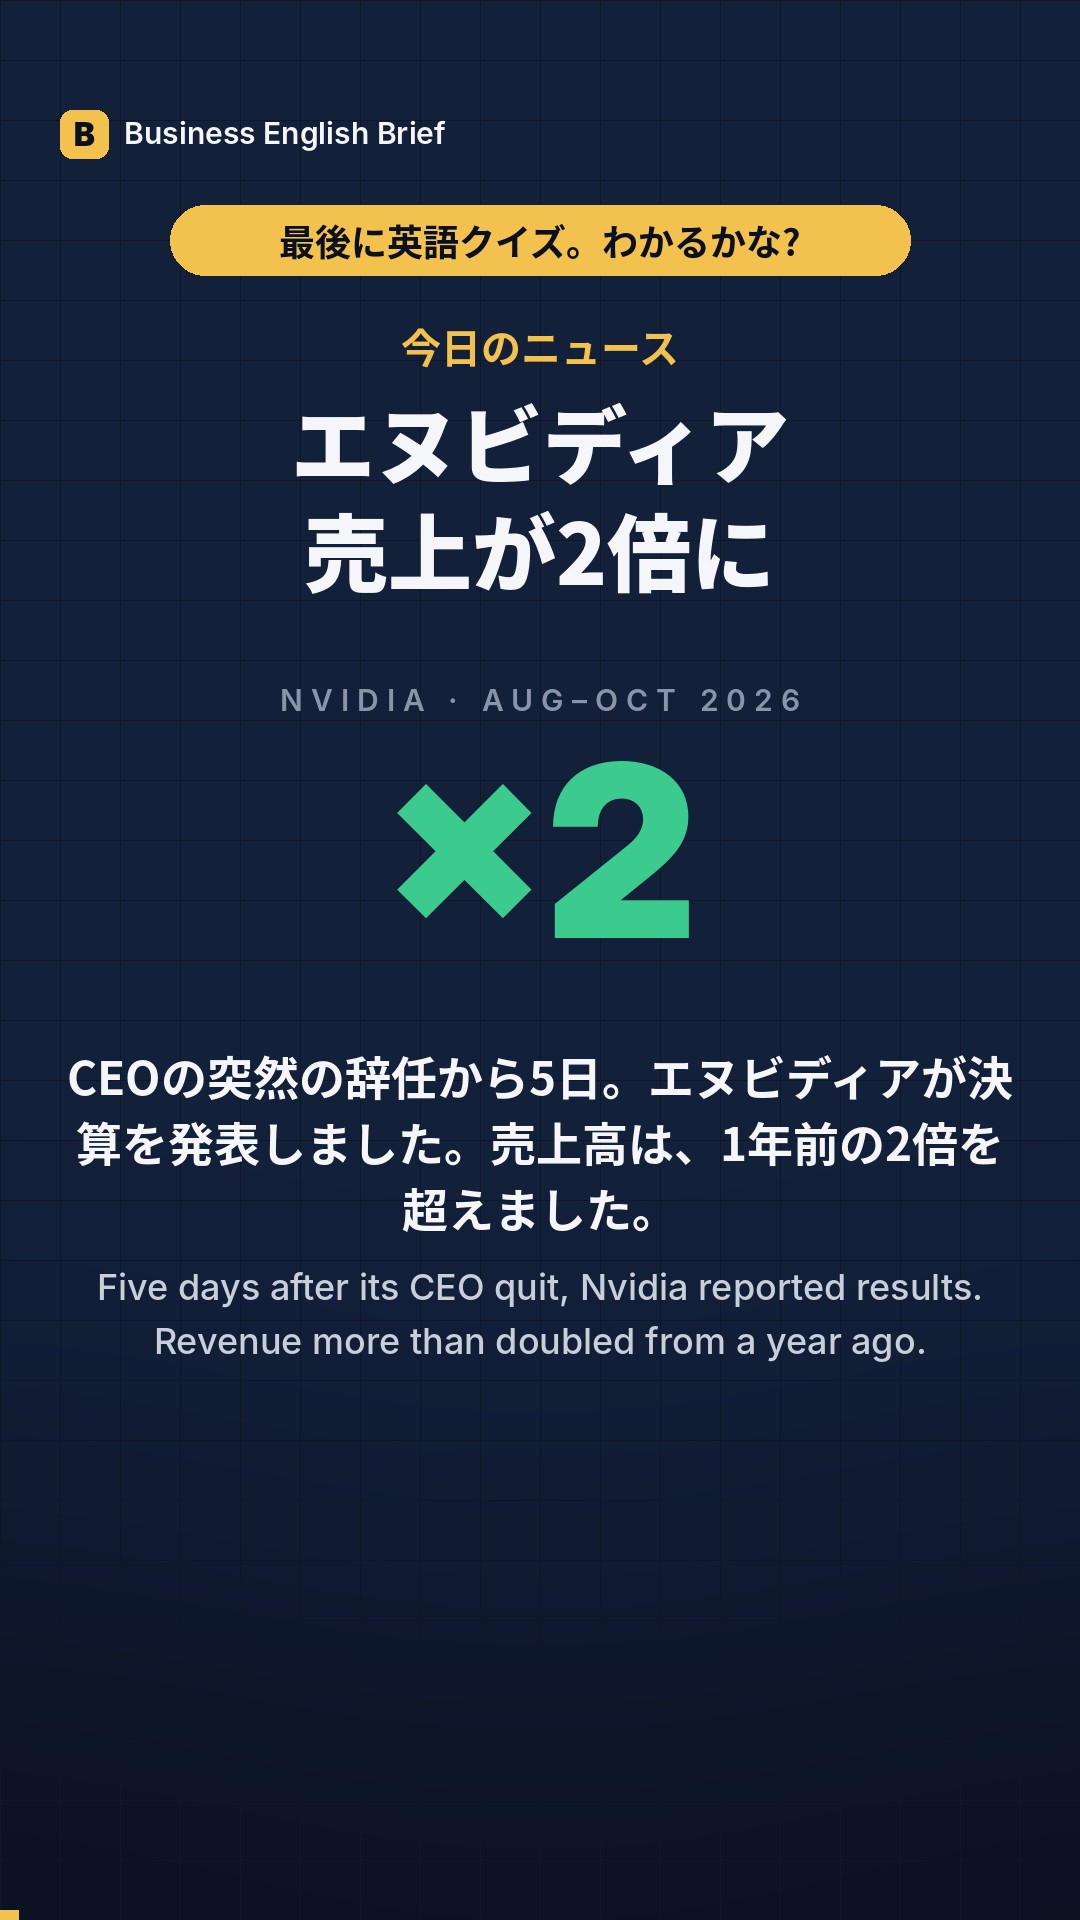 B Business English Brief
最後に英語クイズ。わかるかな?
今日のニュース
エヌビディア
売上が2倍に
NVIDIA · AUG–OCT 2026
×2
CEOの突然の辞任から5日。エヌビディアが決
算を発表しました。売上高は、1年前の2倍を
超えました。
Five days after its CEO quit, Nvidia reported results.
Revenue more than doubled from a year ago.